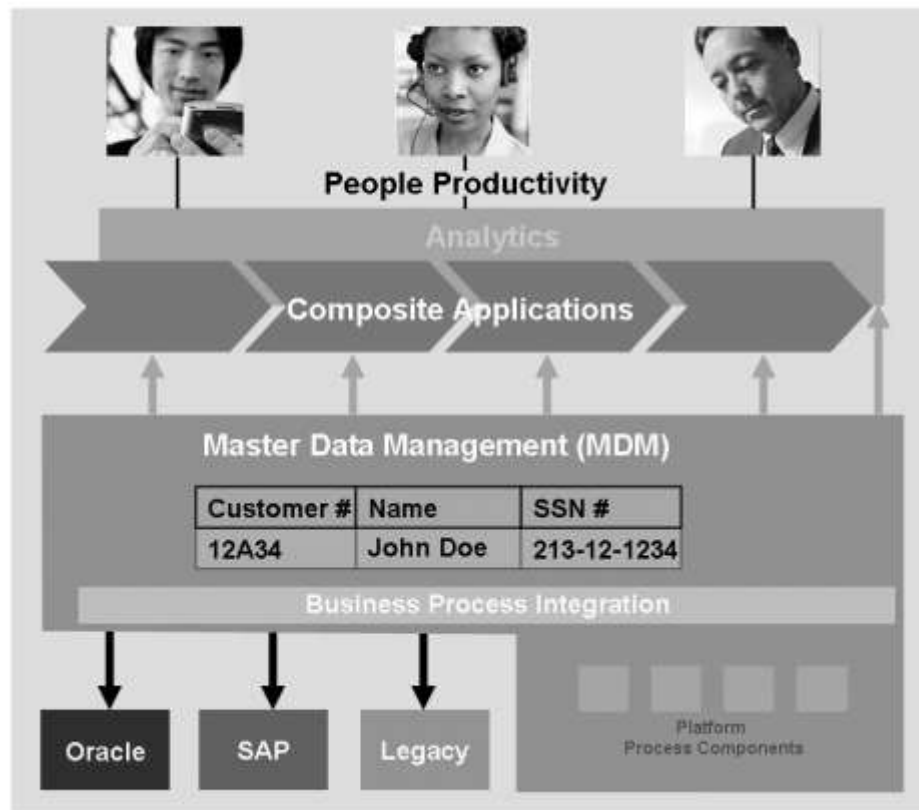 People Productivity
Analytics
Composite Applications
Master Data Management (MDM)
Customer # Name SSN #
12A34 John Doe 213-12-1234
Business Process Integration
Oracle SAP Legacy
Platform
Process Components